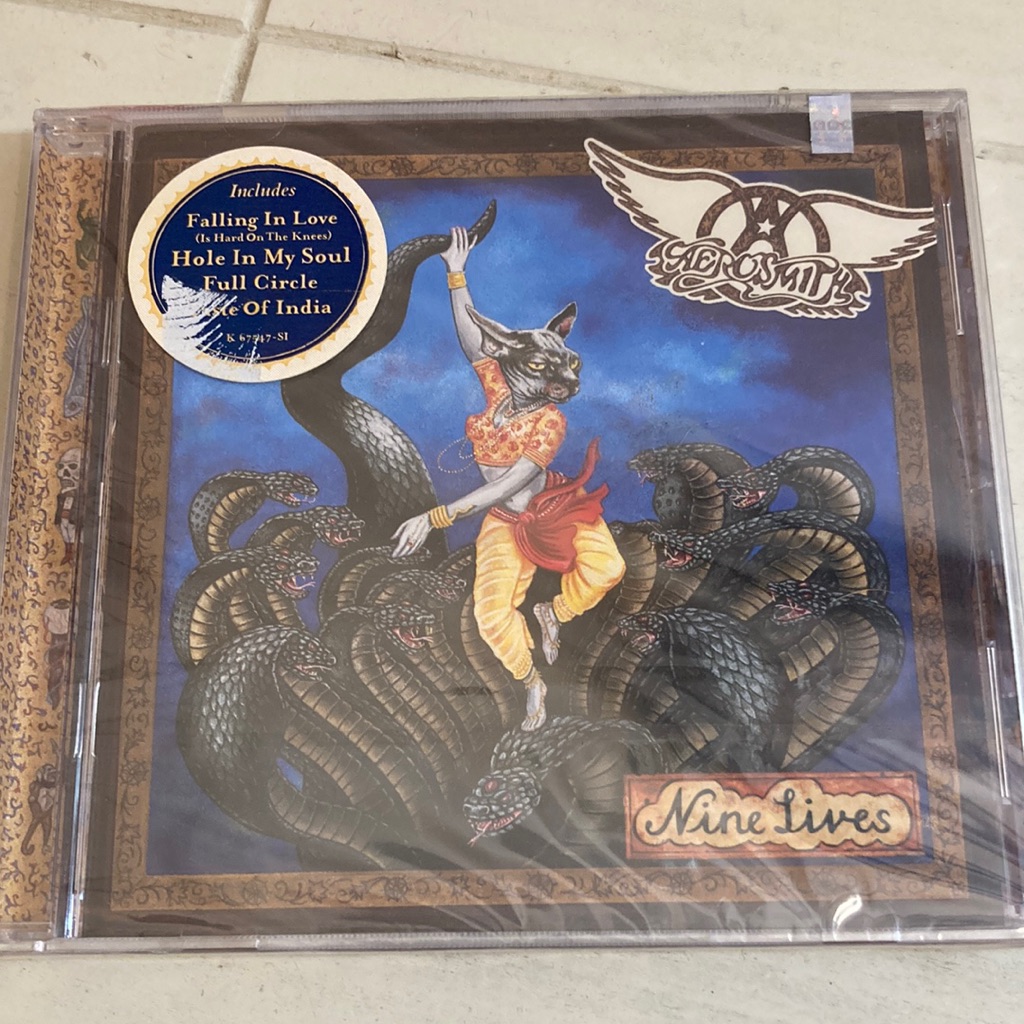 Includes
Falling In Love
(Is Hard On The Knees)
Hole In My Soul
Full Circle
Of India
K 67547-SI
AEROSMITH
Nine Lives